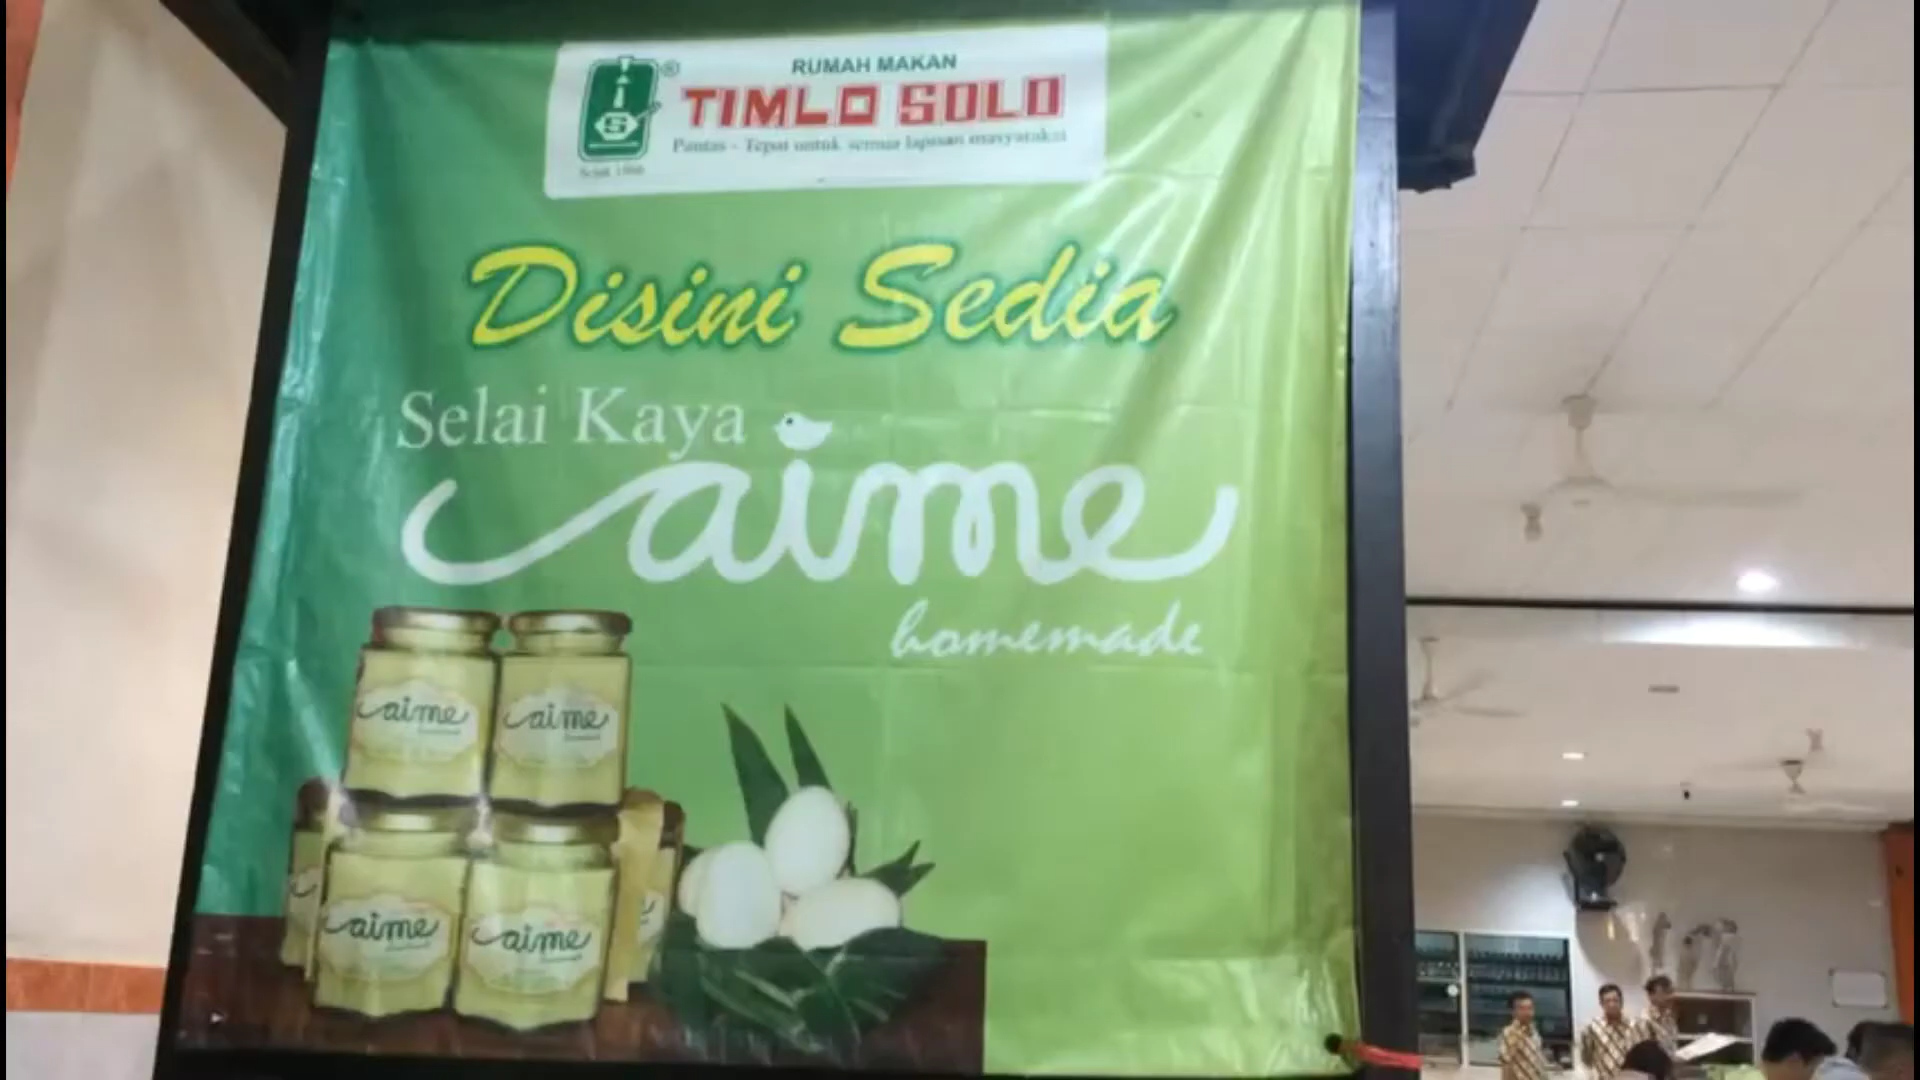 RUMAH MAKAN
TIMLO SOLO
Pantas - Tepat untuk semua lapisan masyarakat
S
Sejak
Disini Sedia
Selai Kaya
aime
homemade
aime
aime
aime
aime